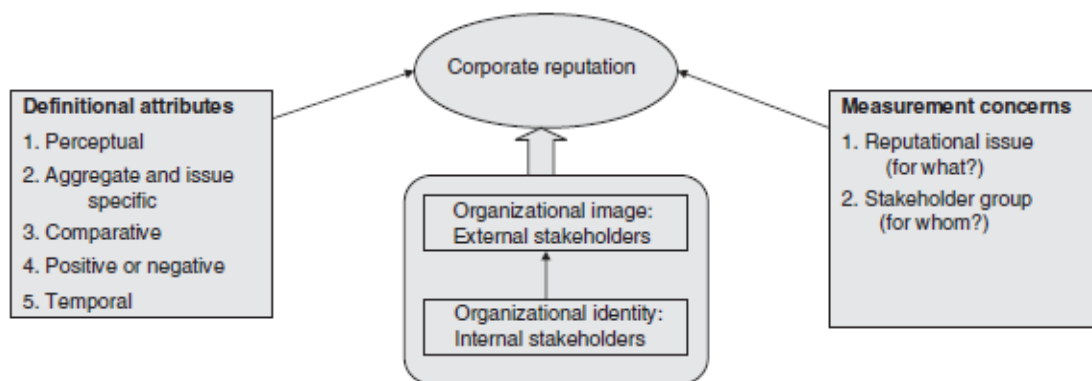 Corporate reputation
Definitional attributes
1. Perceptual
2. Aggregate and issue
specific
3. Comparative
4. Positive or negative
5. Temporal
Organizational image:
External stakeholders
Organizational identity:
Internal stakeholders
Measurement concerns
1. Reputational issue
(for what?)
2. Stakeholder group
(for whom?)